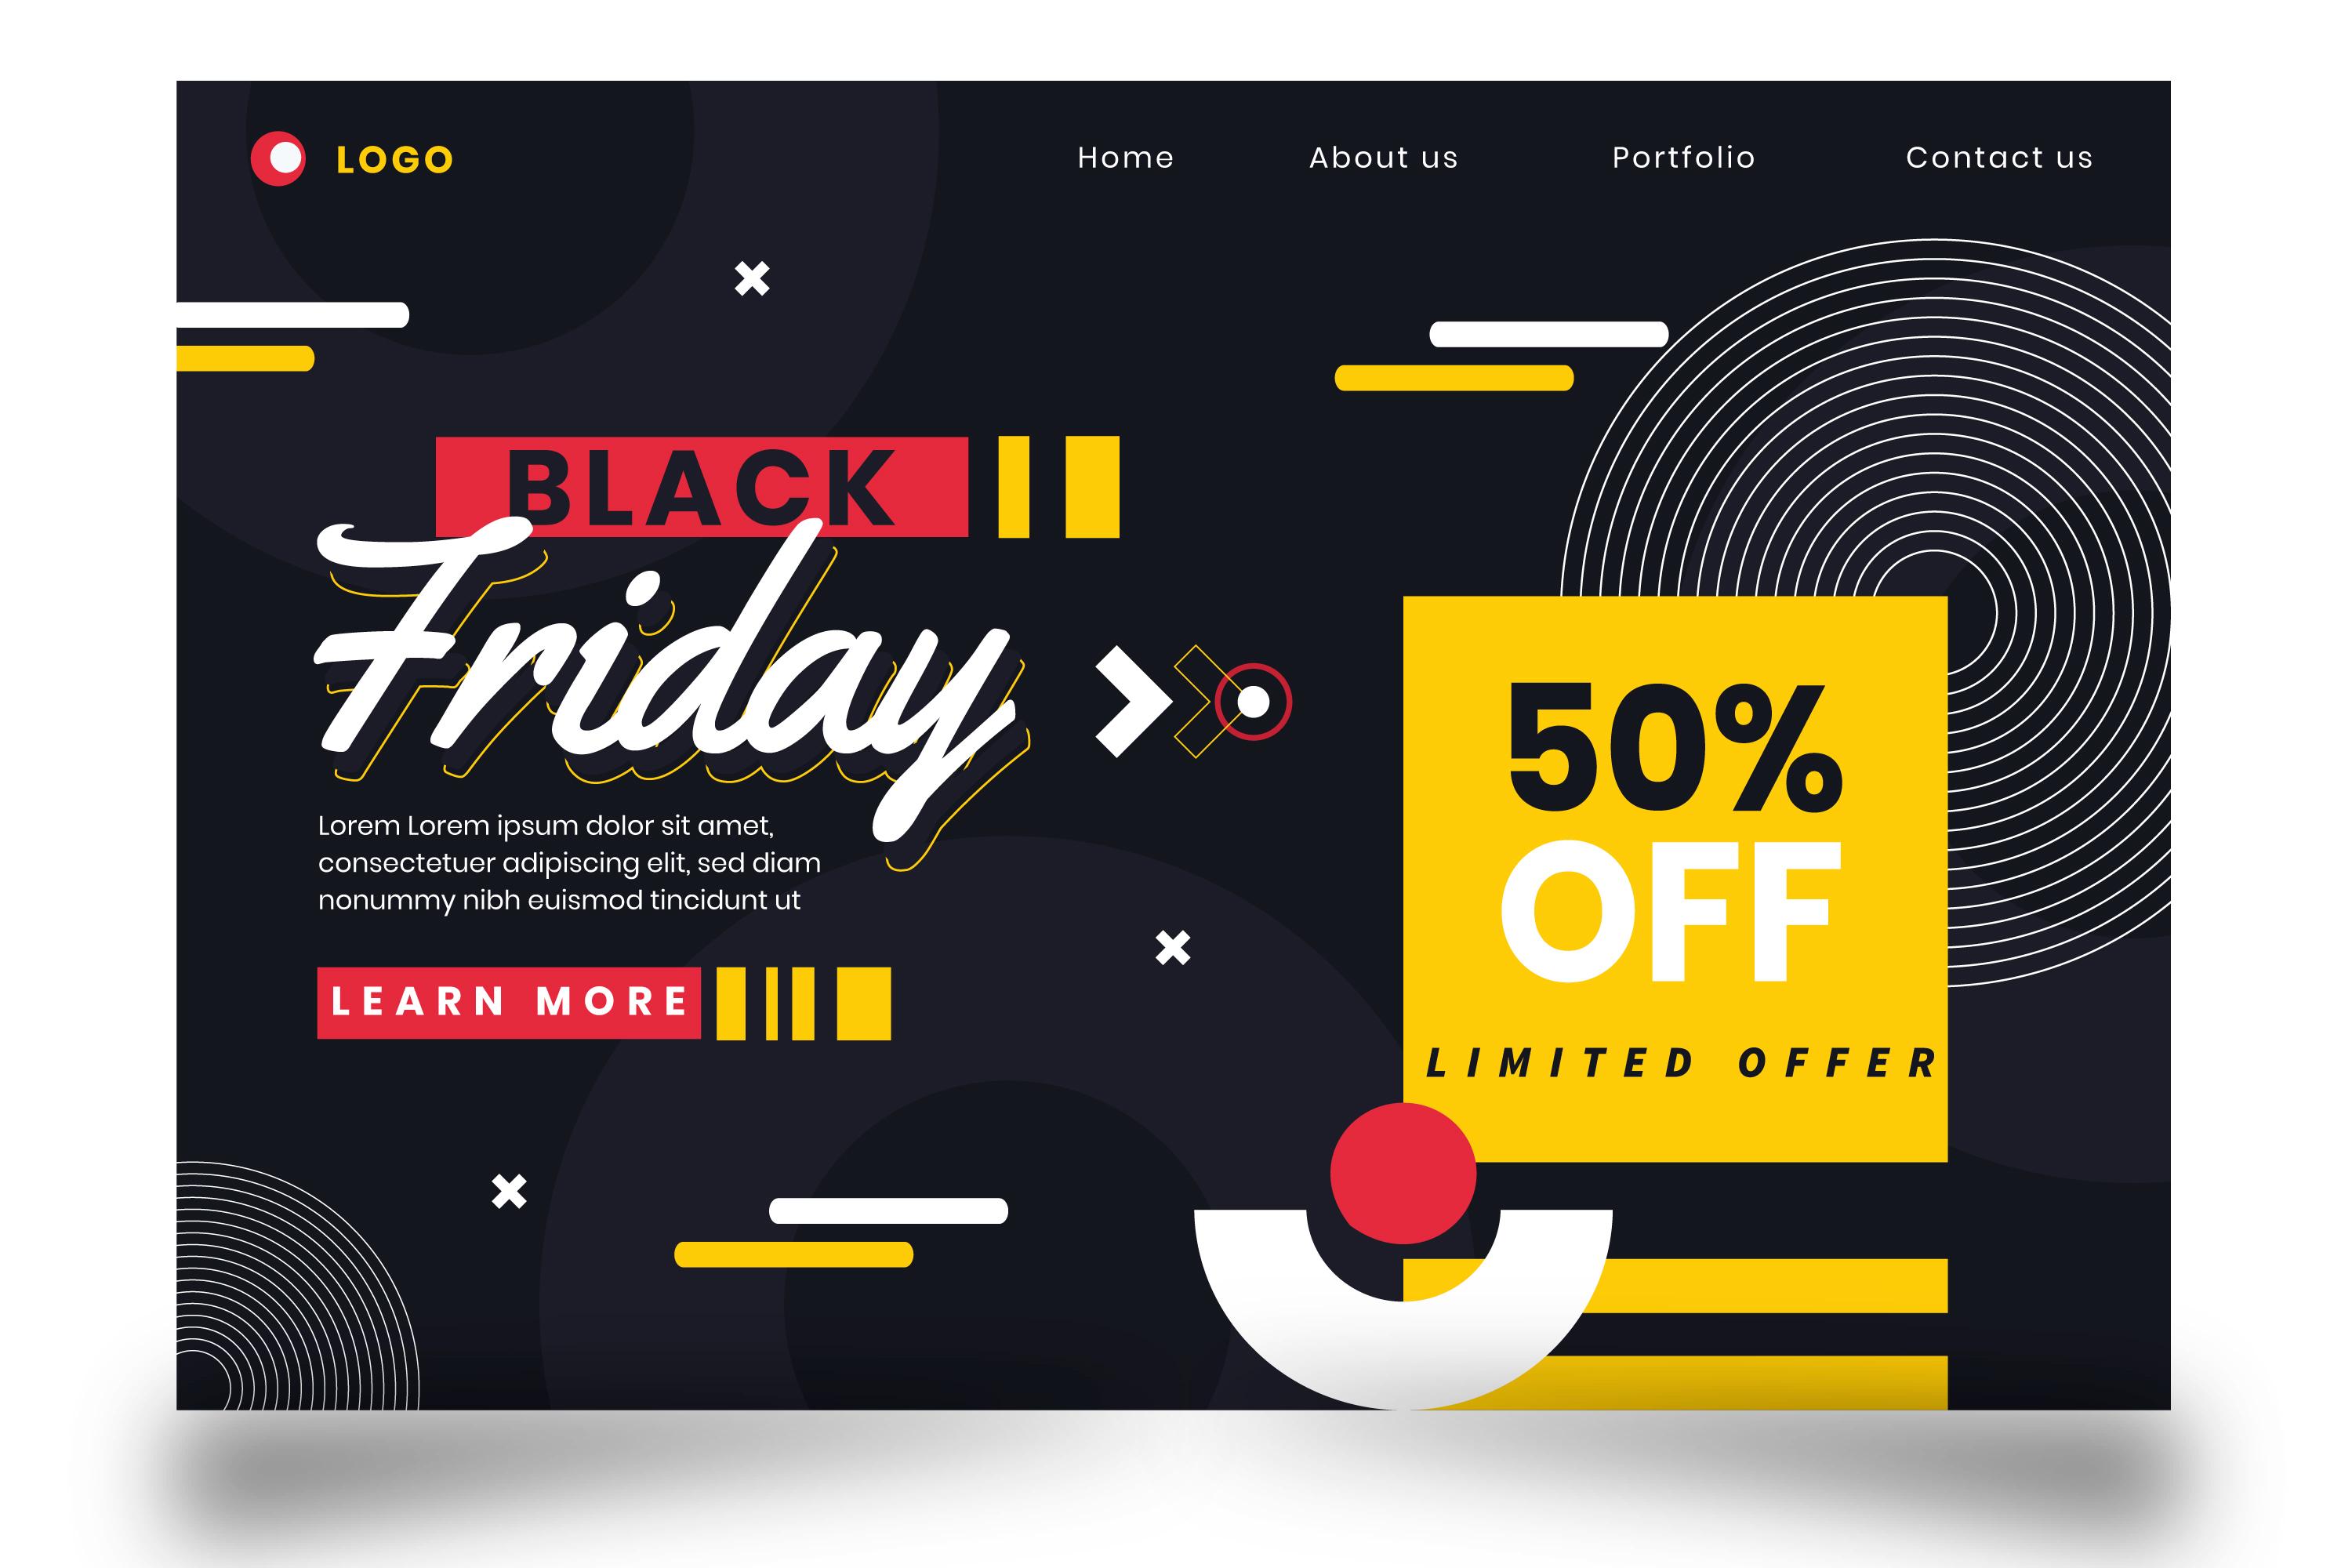 LOGO
Home
About us
Portfolio
Contact us
BLACK
Friday
Lorem Lorem ipsum dolor sit amet,
consectetuer adipiscing elit, sed diam
nonummy nibh euismod tincidunt ut
LEARN MORE
50%
OFF
LIMITED OFFER